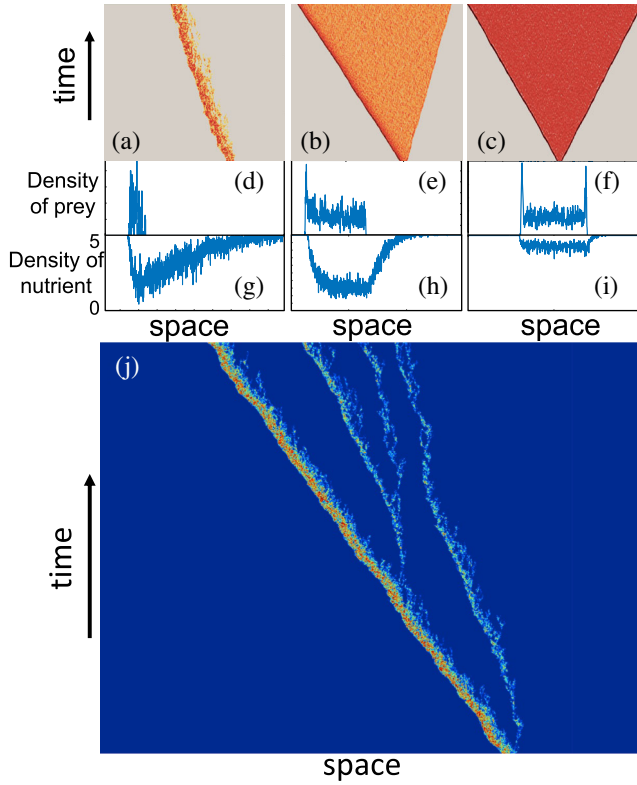 time
(a)
(b)
(c)
Density
of prey
(d)
(e)
(f)
Density of
nutrient
5
0
(g)
(h)
(i)
space
space
space
(j)
time
space